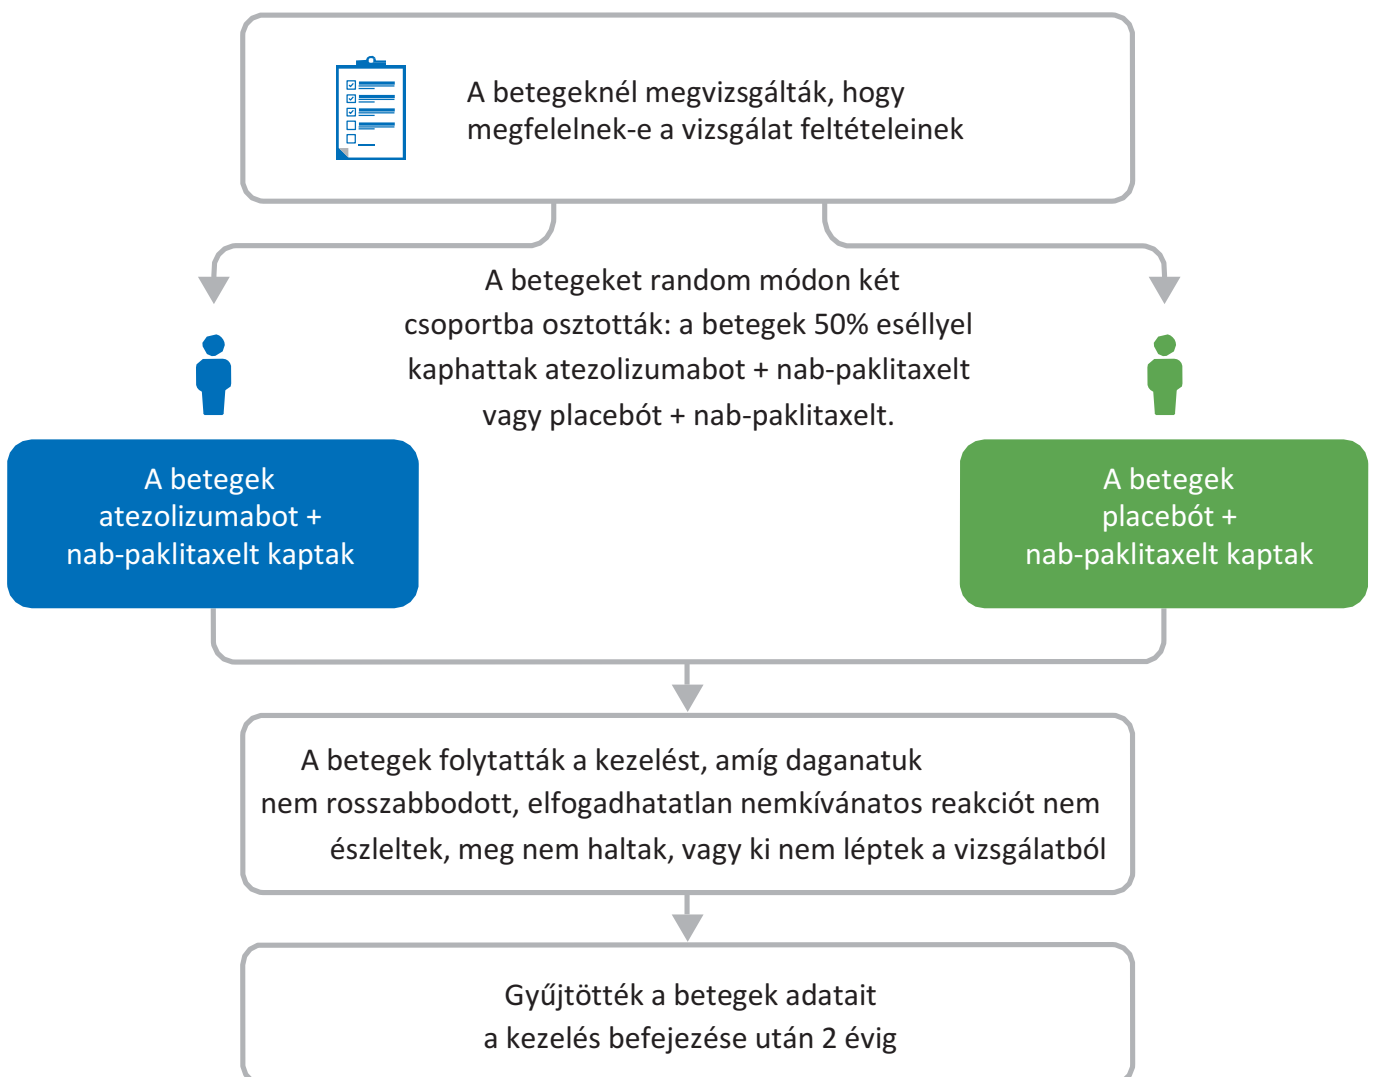 A betegeknél megvizsgálták, hogy
megfelelnek-e a vizsgálat feltételeinek
A betegeket random módon két
csoportba osztották: a betegek 50% eséllyel
kaphattak atezolizumabot + nab-paklitaxelt
vagy placebót + nab-paklitaxelt.
A betegek
atezolizumabot +
nab-paklitaxelt kaptak
A betegek
placebót +
nab-paklitaxelt kaptak
A betegek folytatták a kezelést, amíg daganatuk
nem rosszabbodott, elfogadhatatlan nemkívánatos reakciót nem
észleltek, meg nem haltak, vagy ki nem léptek a vizsgálatból
Gyűjtötték a betegek adatait
a kezelés befejezése után 2 évig